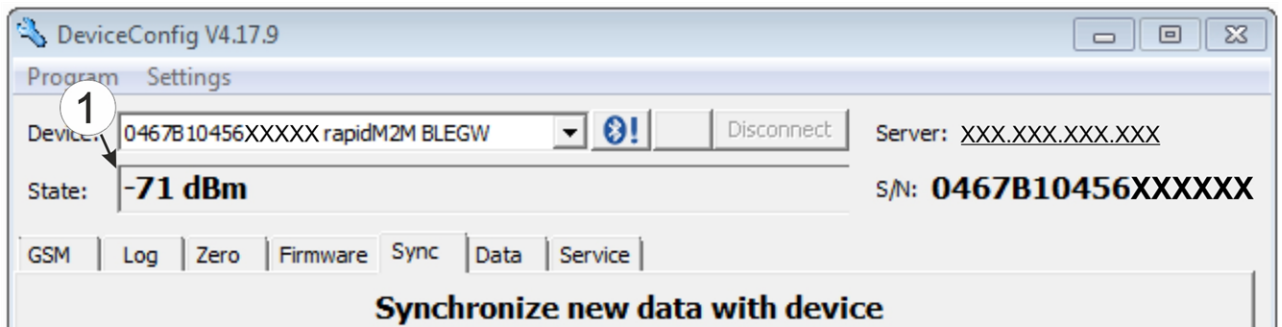 DeviceConfig V4.17.9
Program Settings
1
Device: 0467B10456XXXXX rapidM2M BLEGW ! Disconnect Server: XXX.XXX.XXX.XXX
State: -71 dBm S/N: 0467B10456XXXXXX
GSM Log Zero Firmware Sync Data Service
Synchronize new data with device